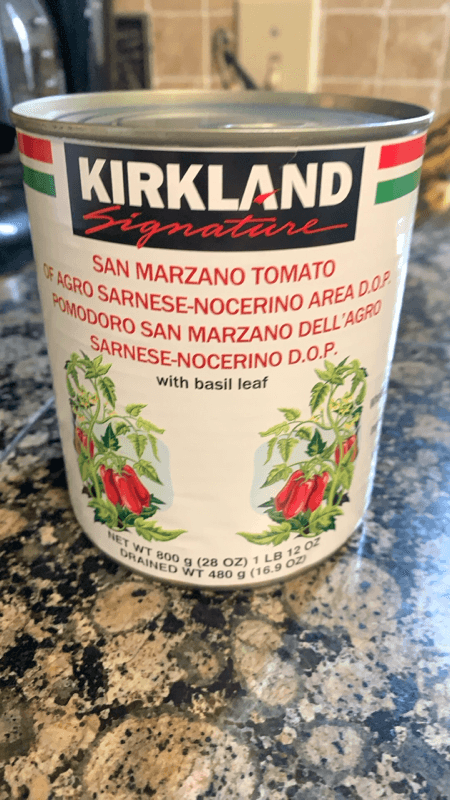 KIRKLAND
Signature
SAN MARZANO TOMATO
OF AGRO SARNESE-NOCERINO AREA D.O.P.
POMODORO SAN MARZANO DELL'AGRO
SARNESE-NOCERINO D.O.P.
with basil leaf
NET WT 800 g (28 OZ) 1 LB 12 OZ
DRAINED WT 480 g (16.9 OZ)